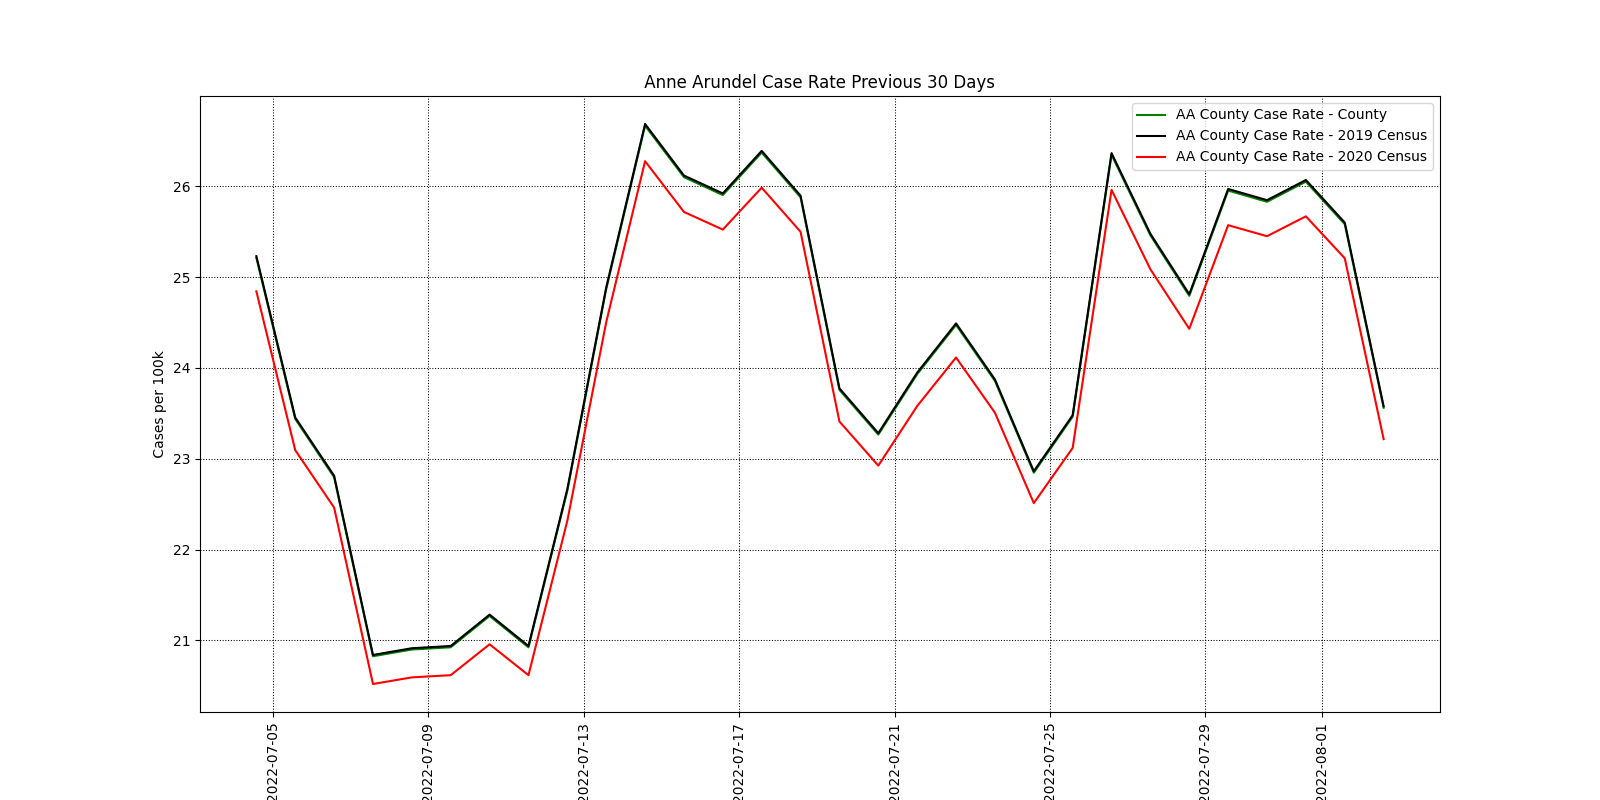 Anne Arundel Case Rate Previous 30 Days
AA County Case Rate - County
AA County Case Rate - 2019 Census
AA County Case Rate - 2020 Census
Cases per 100k
26
25
24
23
22
21
2022-07-05
2022-07-09
2022-07-13
2022-07-17
2022-07-21
2022-07-25
2022-07-29
2022-08-01